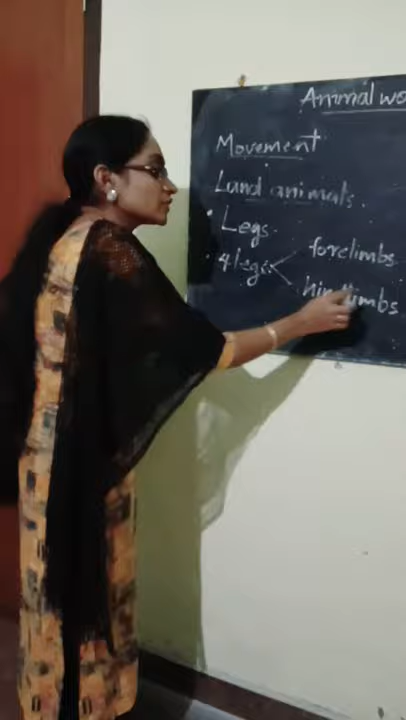 Animal wo
Movement
Land animals.
• Legs.
• 4 legs < forelimbs
hindlimbs